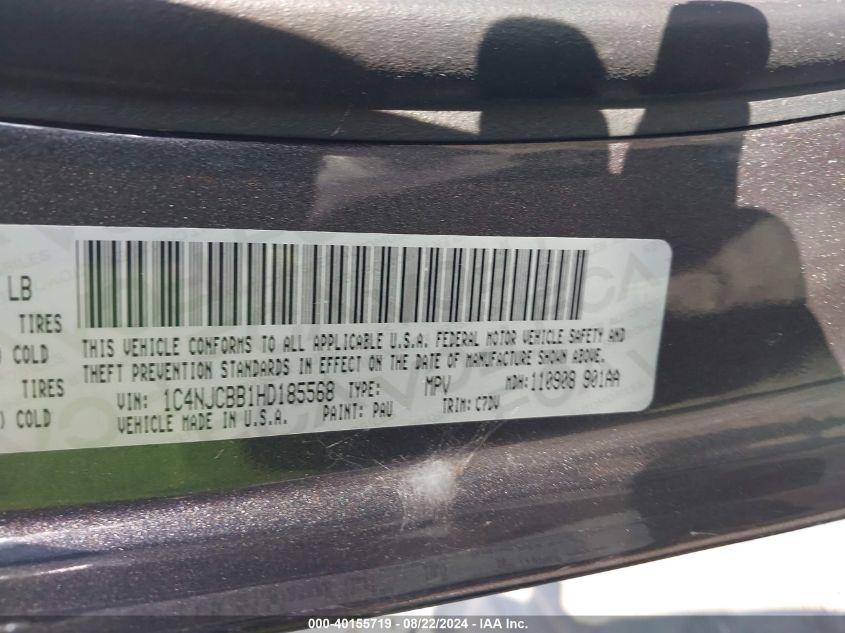 LB
TIRES
COLD
TIRES
COLD
THIS VEHICLE CONFORMS TO ALL APPLICABLE U.S.A. FEDERAL MOTOR VEHICLE SAFETY AND
THEFT PREVENTION STANDARDS IN EFFECT ON THE DATE OF MANUFACTURE SHOWN ABOVE.
VIN: 1C4NJCBB1HD185568 TYPE: MPV MDH:110908 901AA
VEHICLE MADE IN U.S.A. PAINT: PAU TRIM: C7DV
000-40155719 - 08/22/2024 - IAA Inc.